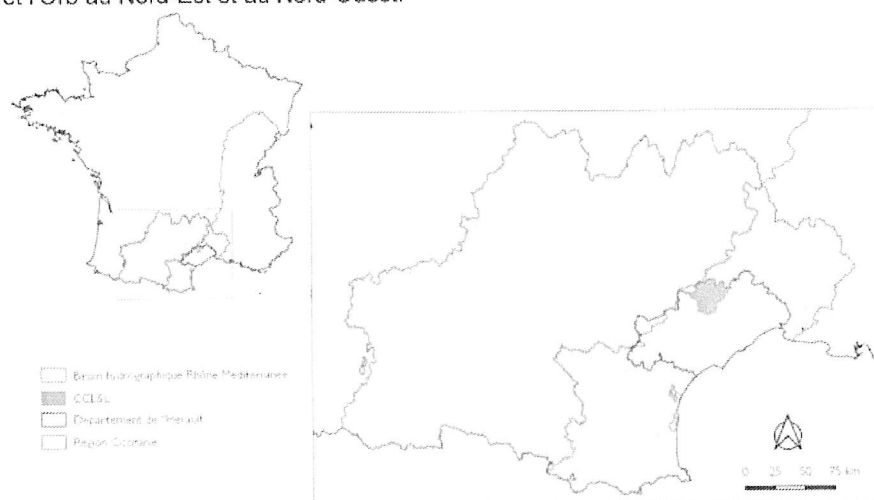 et l'Orb au Nord-Est et au Nord-Ouest.
Bassin hydrographique Rhône Méditerranée
CCL&L
Département de l'Hérault
Région Occitanie
0 25 50 75 km